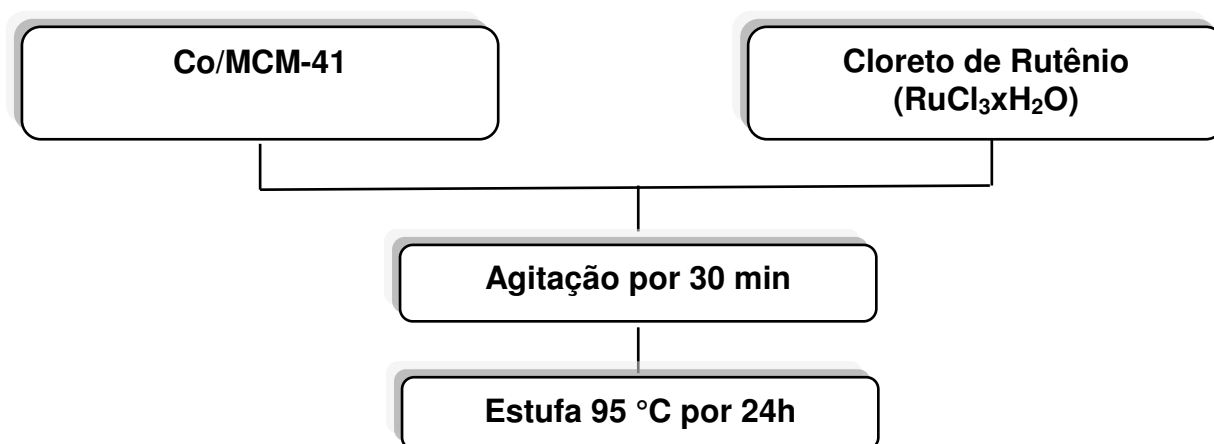 Co/MCM-41
Cloreto de Rutênio
(RuCl₃xH₂O)
Agitação por 30 min
Estufa 95 °C por 24h